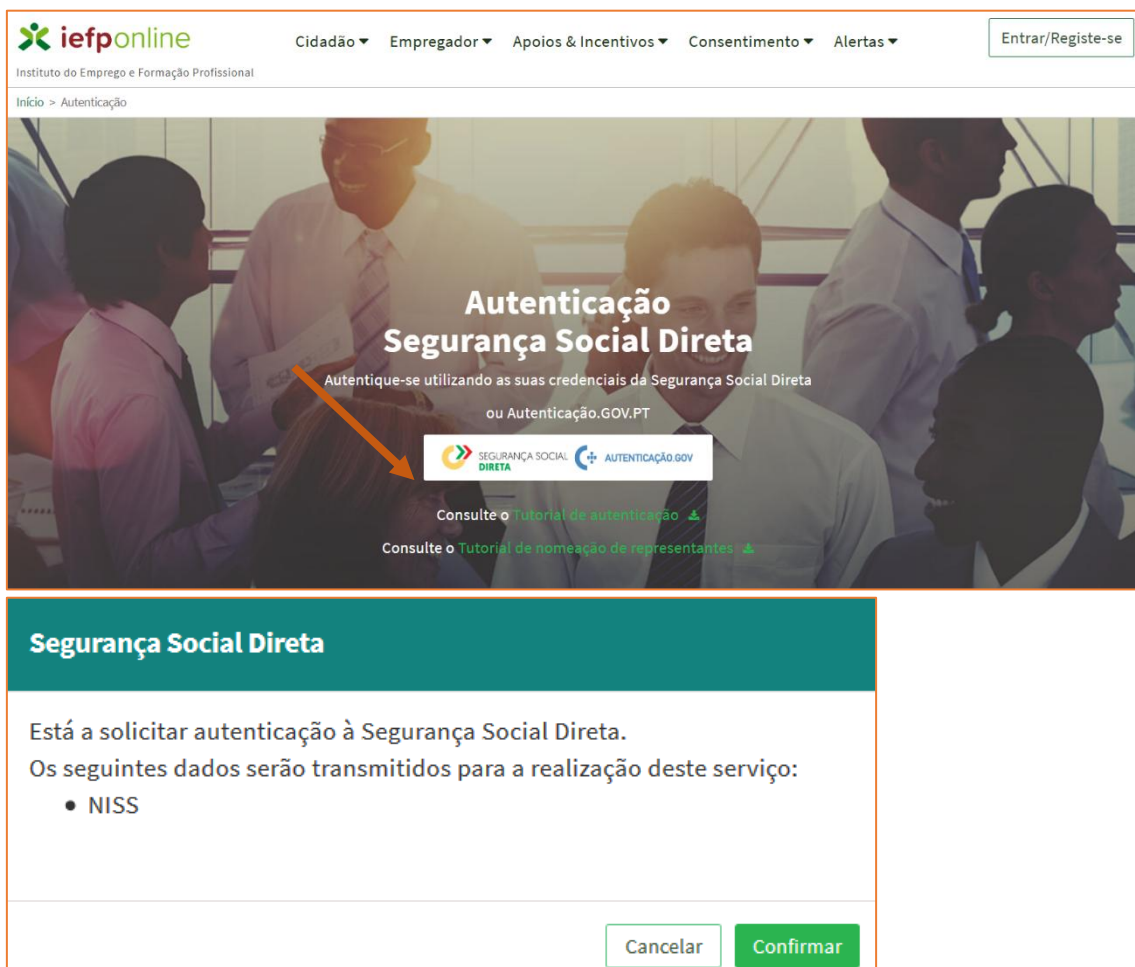 iefponline
Instituto do Emprego e Formação Profissional
Cidadão Empregador Apoios & Incentivos Consentimento Alertas
Entrar/Registe-se
Início > Autenticação
Autenticação
Segurança Social Direta
Autentique-se utilizando as suas credenciais da Segurança Social Direta
ou Autenticação.GOV.PT
SEGURANÇA SOCIAL
DIRETA
AUTENTICAÇÃO.GOV
Consulte o Tutorial de autenticação
Consulte o Tutorial de nomeação de representantes
Segurança Social Direta
Está a solicitar autenticação à Segurança Social Direta.
Os seguintes dados serão transmitidos para a realização deste serviço:
• NISS
Cancelar
Confirmar